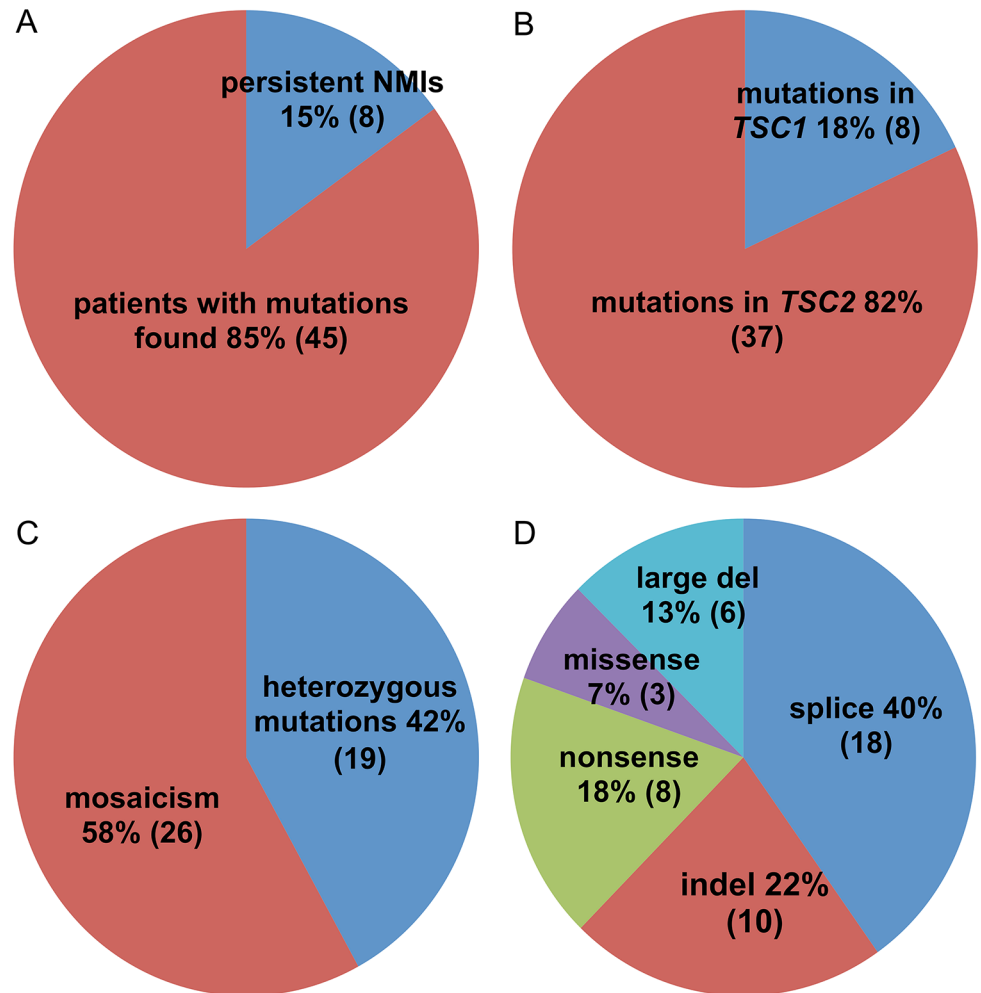 A
persistent NMIs
15% (8)
patients with mutations
found 85% (45)
B
mutations in
TSC1 18% (8)
mutations in TSC2 82%
(37)
C
heterozygous
mutations 42%
(19)
mosaicism
58% (26)
D
large del
13% (6)
missense
7% (3)
splice 40%
(18)
nonsense
18% (8)
indel 22%
(10)